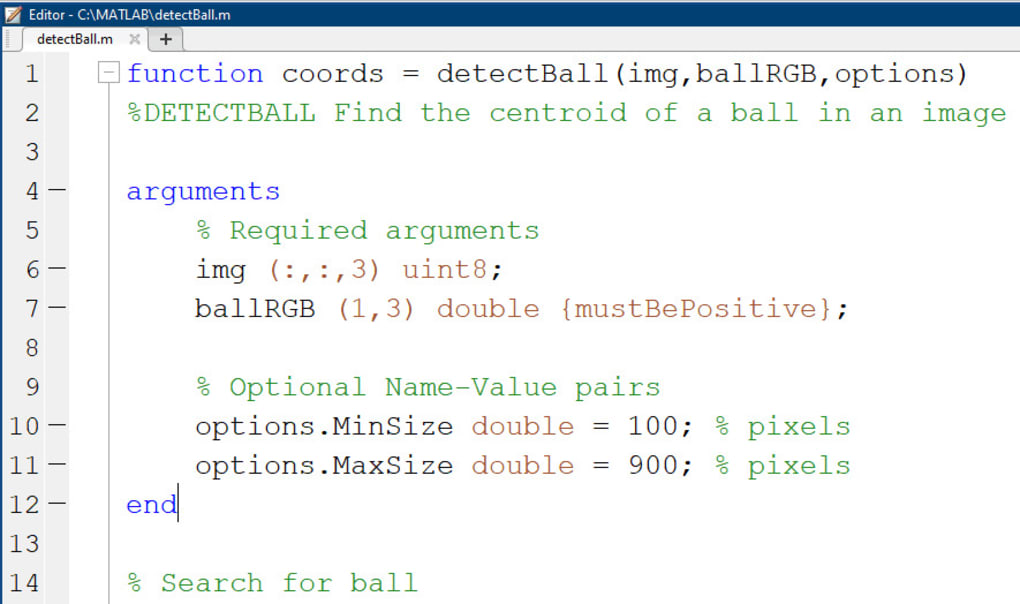 Editor - C:\MATLAB\detectBall.m
detectBall.m × +
1 function coords = detectBall(img,ballRGB,options)
2 %DETECTBALL Find the centroid of a ball in an image
3
4 — arguments
5 % Required arguments
6 — img (:,:,3) uint8;
7 — ballRGB (1,3) double {mustBePositive};
8
9 % Optional Name-Value pairs
10 — options.MinSize double = 100; % pixels
11 — options.MaxSize double = 900; % pixels
12 — end
13
14 % Search for ball